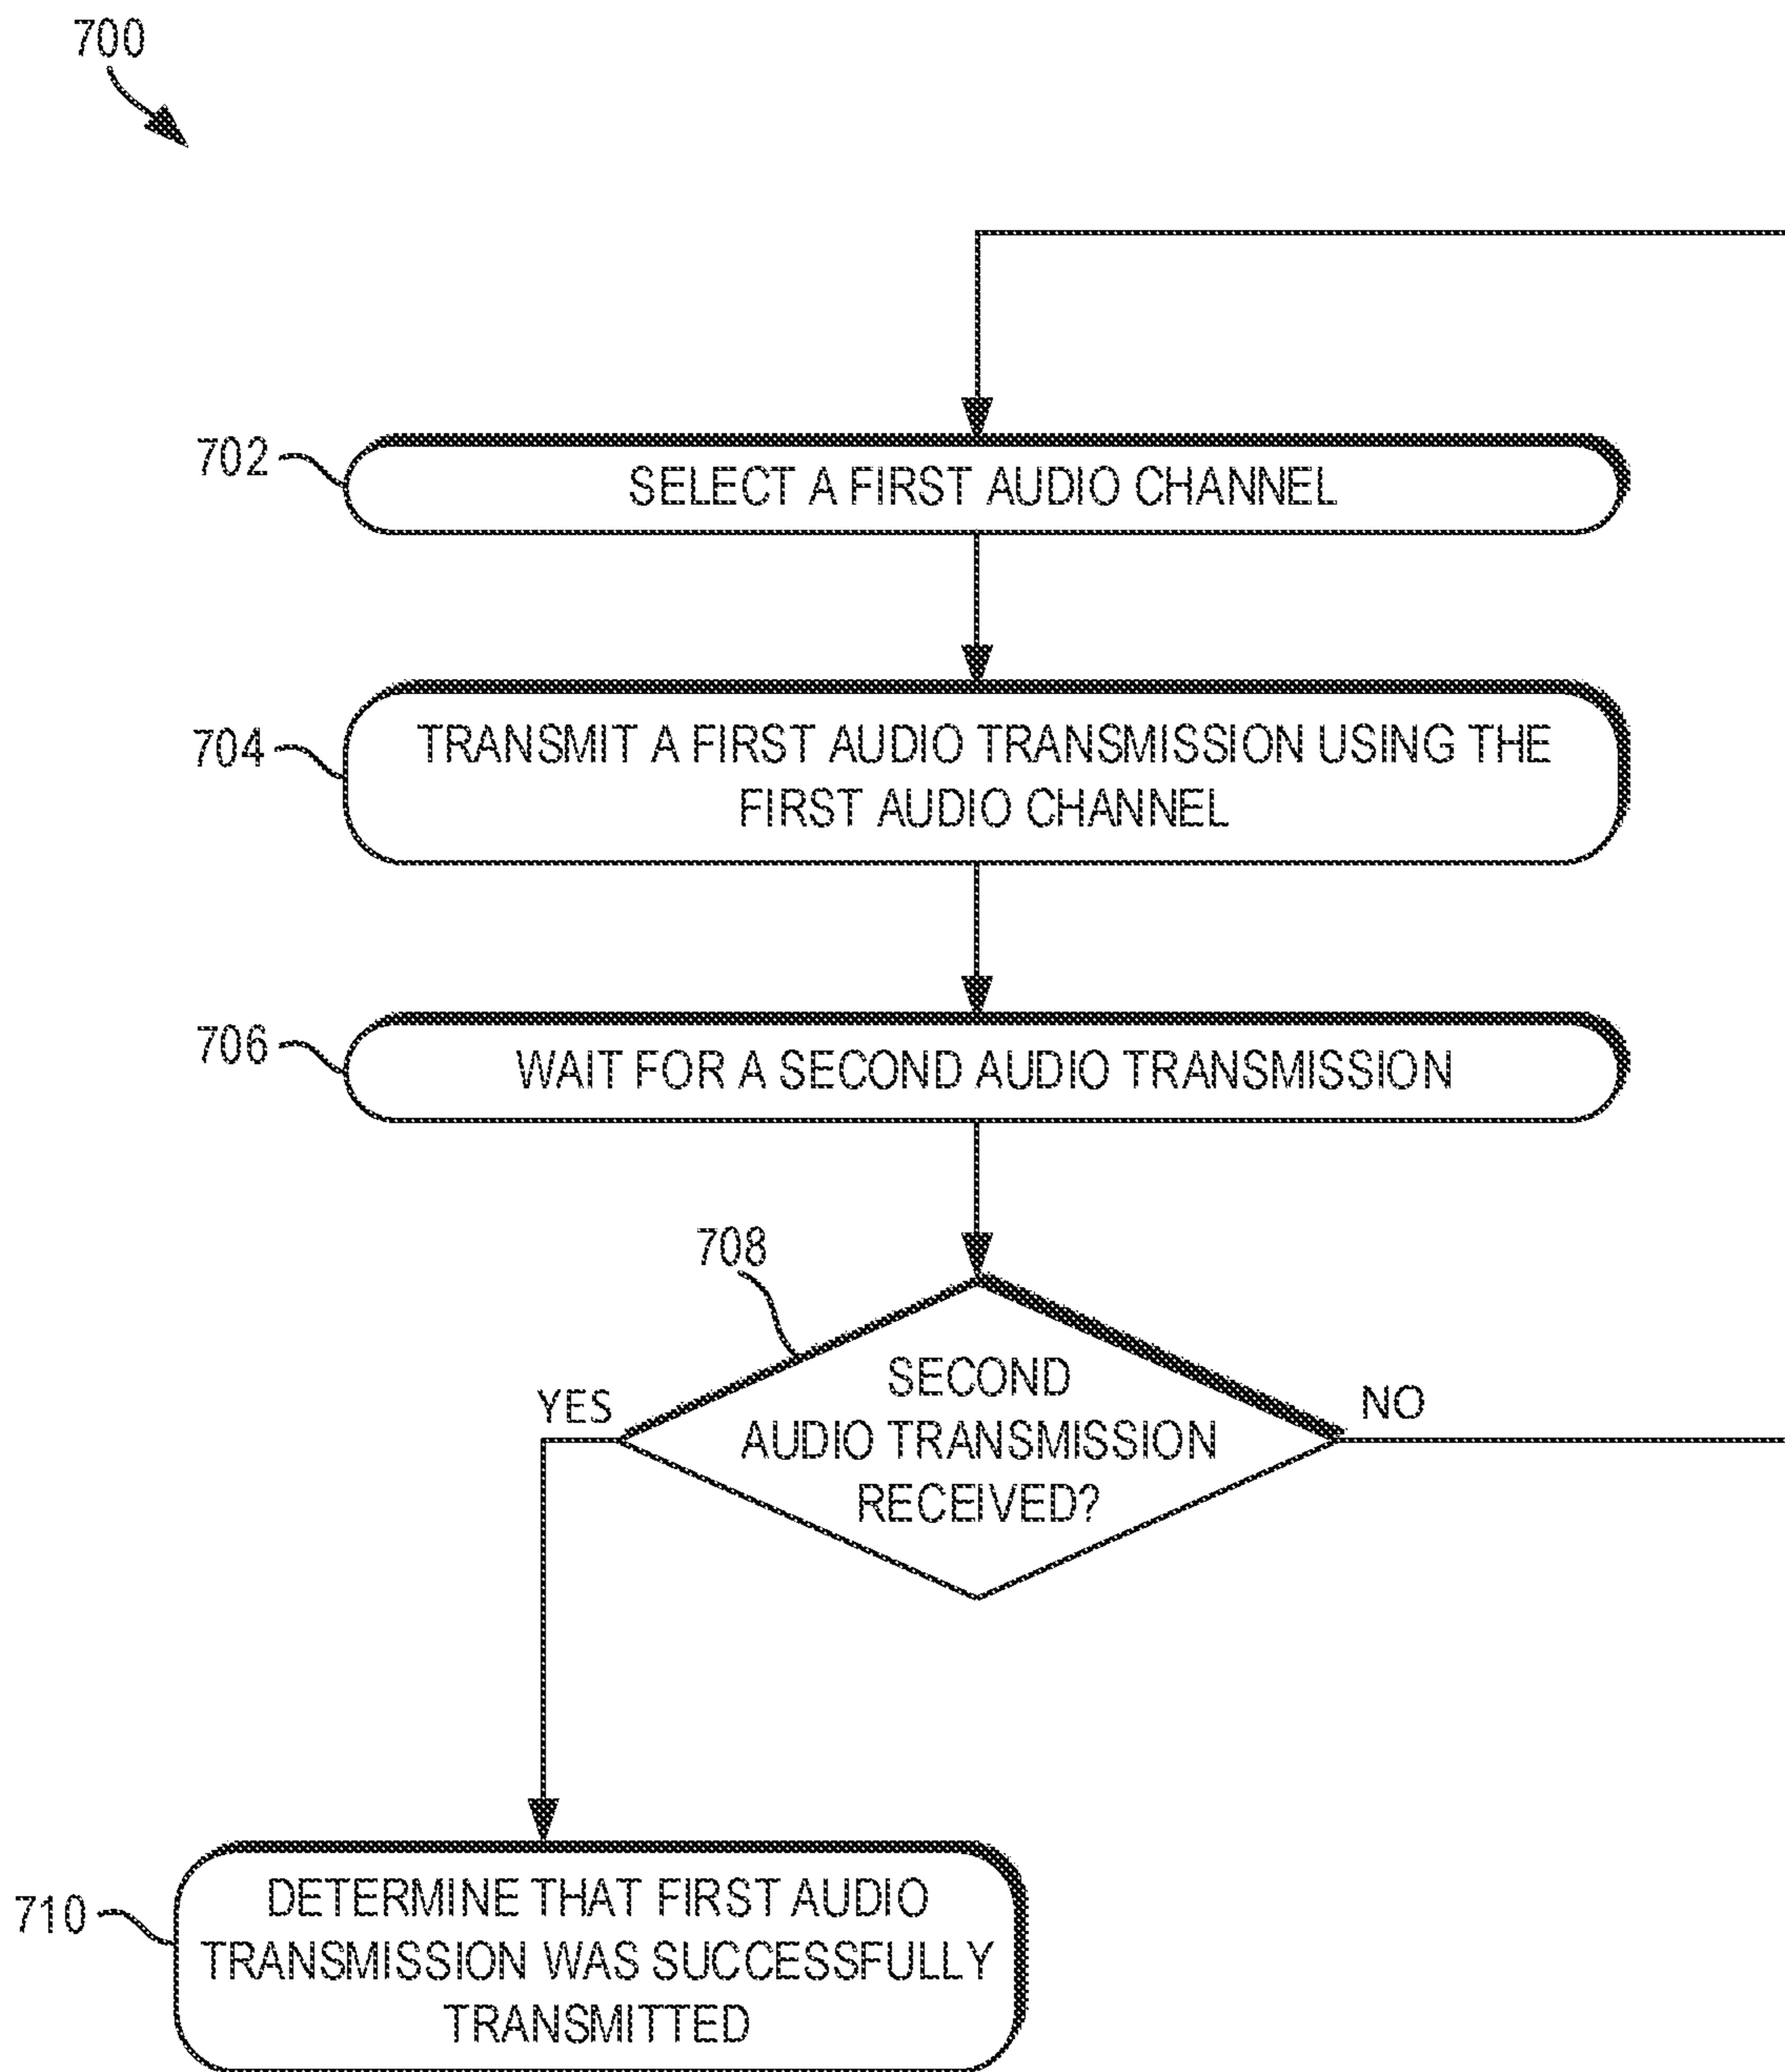 700
702
SELECT A FIRST AUDIO CHANNEL
704
TRANSMIT A FIRST AUDIO TRANSMISSION USING THE
FIRST AUDIO CHANNEL
706
WAIT FOR A SECOND AUDIO TRANSMISSION
708
SECOND
AUDIO TRANSMISSION
RECEIVED?
YES
NO
710
DETERMINE THAT FIRST AUDIO
TRANSMISSION WAS SUCCESSFULLY
TRANSMITTED